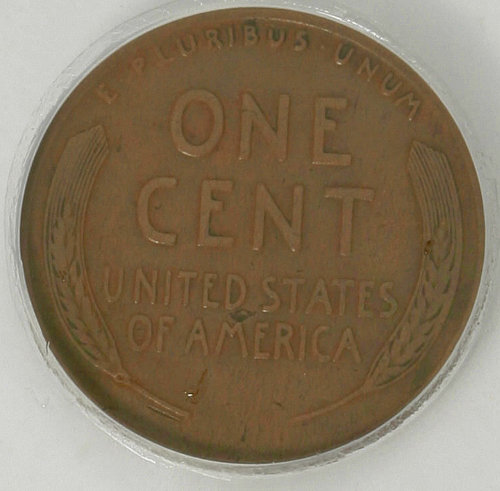 E PLURIBUS · UNUM
ONE
CENT
UNITED STATES
OF AMERICA